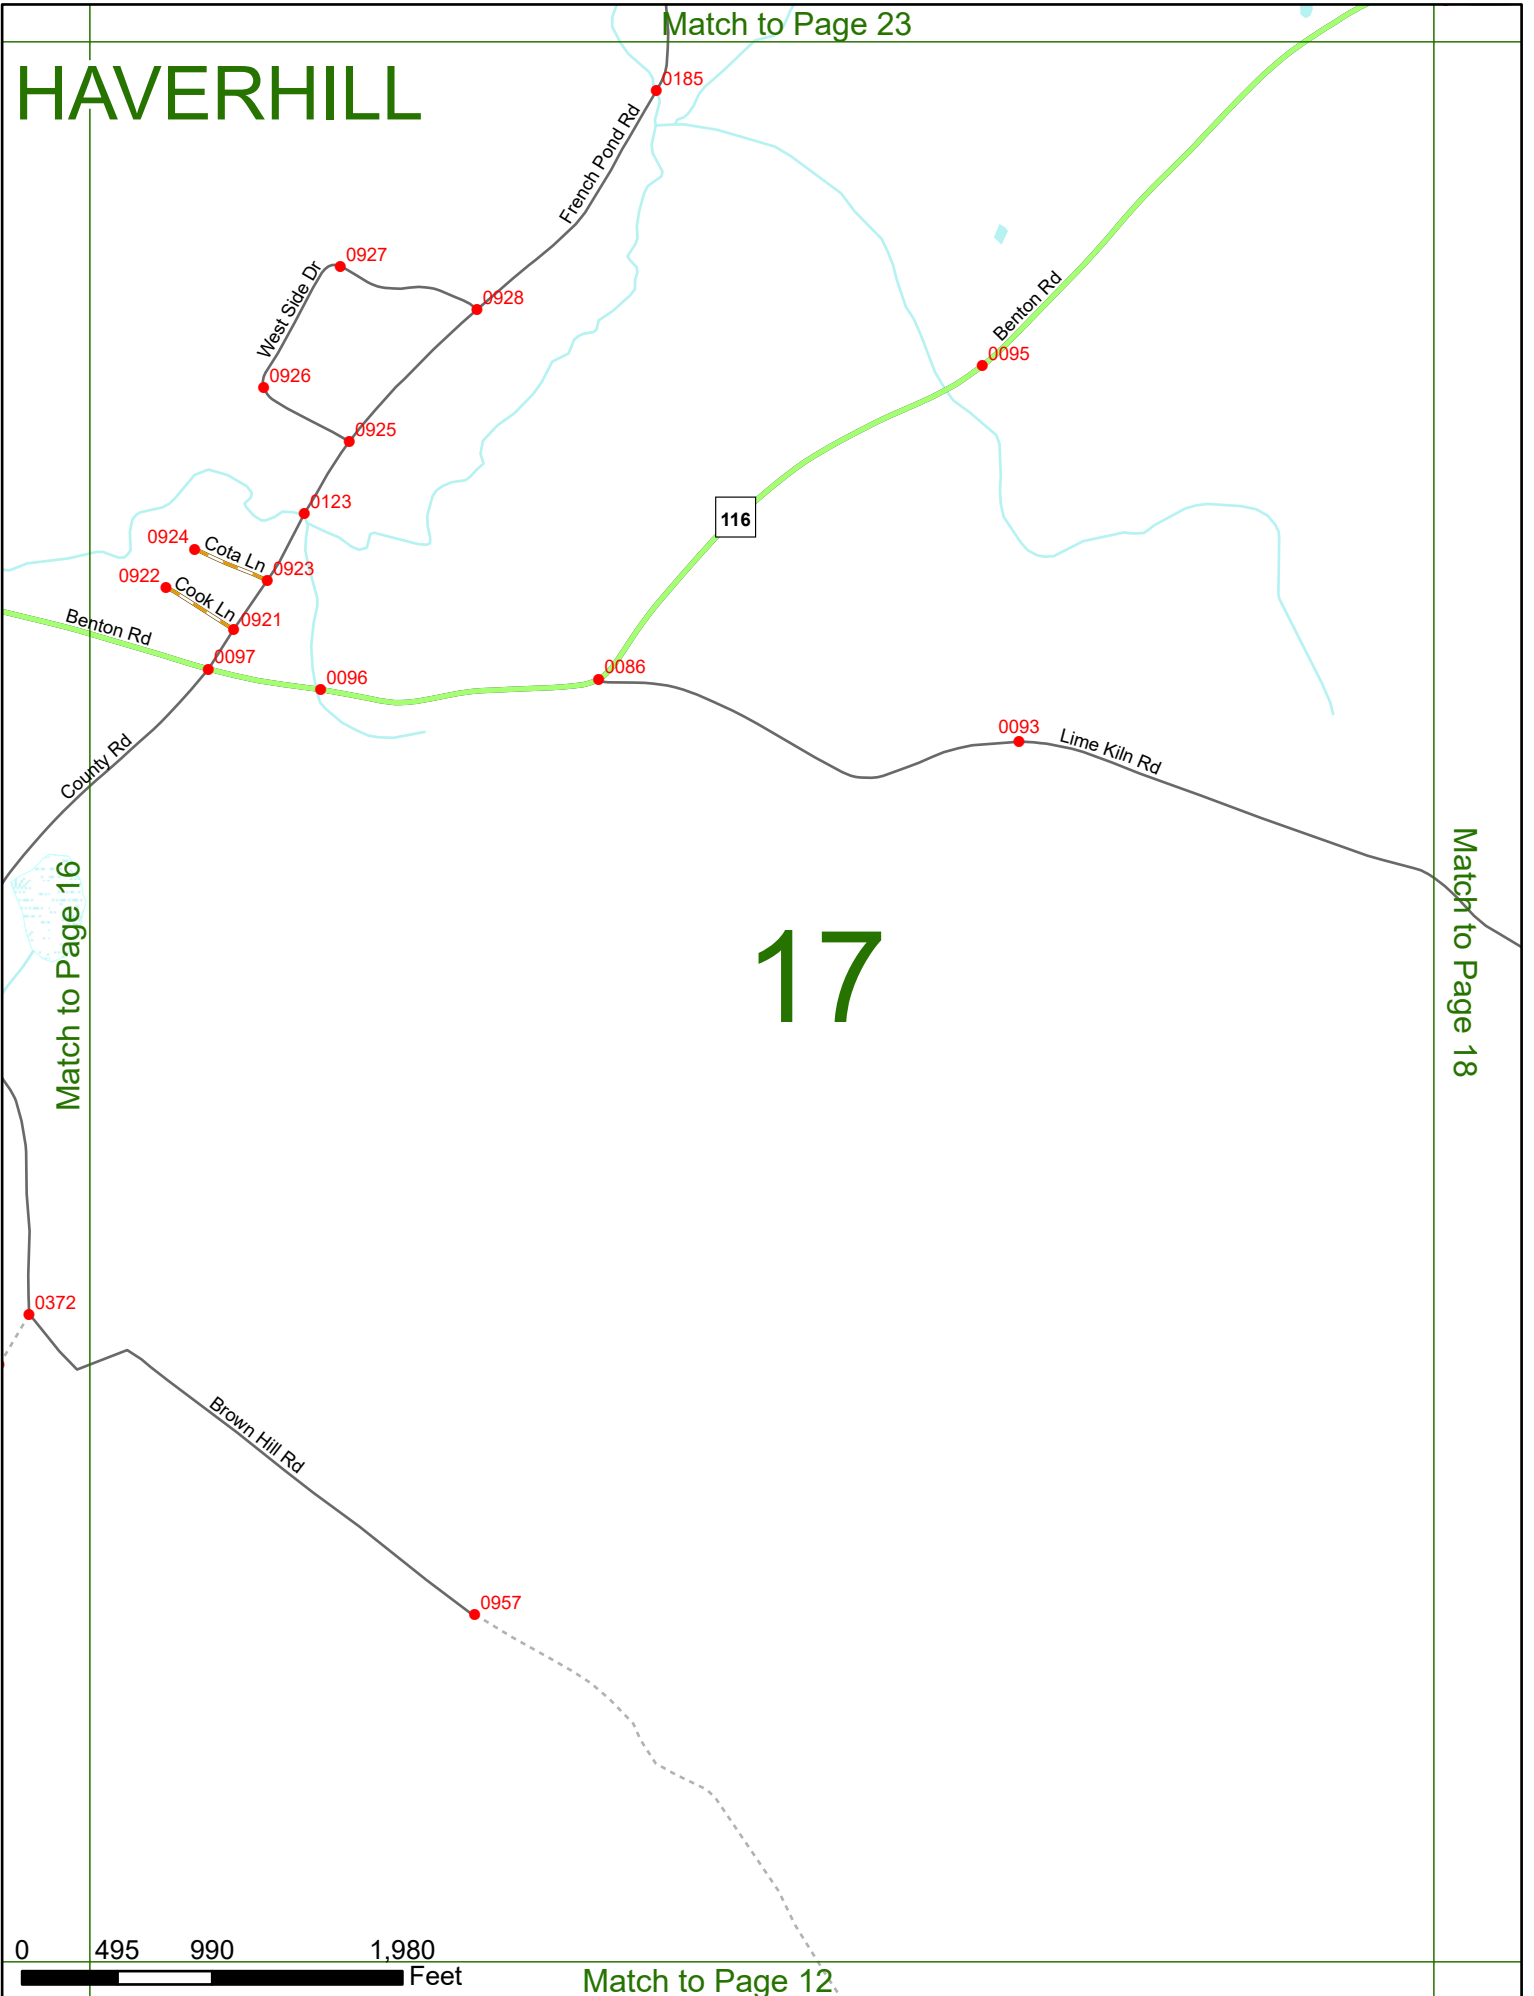 Match to Page 23
HAVERHILL
0185
French Pond Rd
0927
West Side Dr
0928
Benton Rd
0095
0926
0925
0123
116
0924
Cota Ln
0923
0922
Cook Ln
0921
Benton Rd
0097
0086
0096
0093
Lime Kiln Rd
County Rd
Match to Page 16
17
Match to Page 18
0372
Brown Hill Rd
0957
0 495 990 1,980
Feet
Match to Page 12